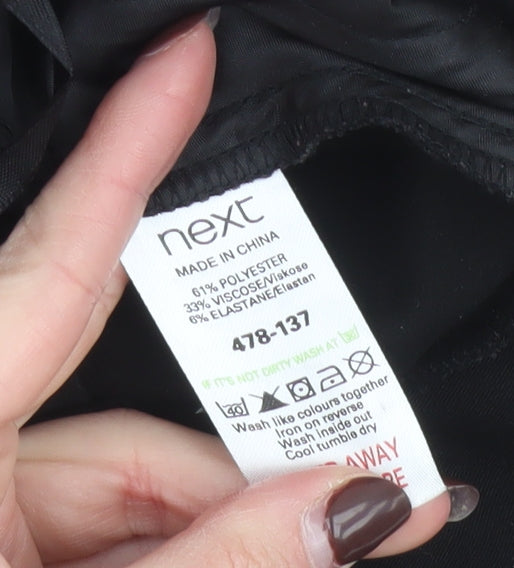 next
MADE IN CHINA
61% POLYESTER
33% VISCOSE/Viskose
6% ELASTANE/Elastan
478-137
IF IT'S NOT DIRTY WASH AT
40
Wash like colours together
Iron on reverse
Wash inside out
Cool tumble dry
AWAY